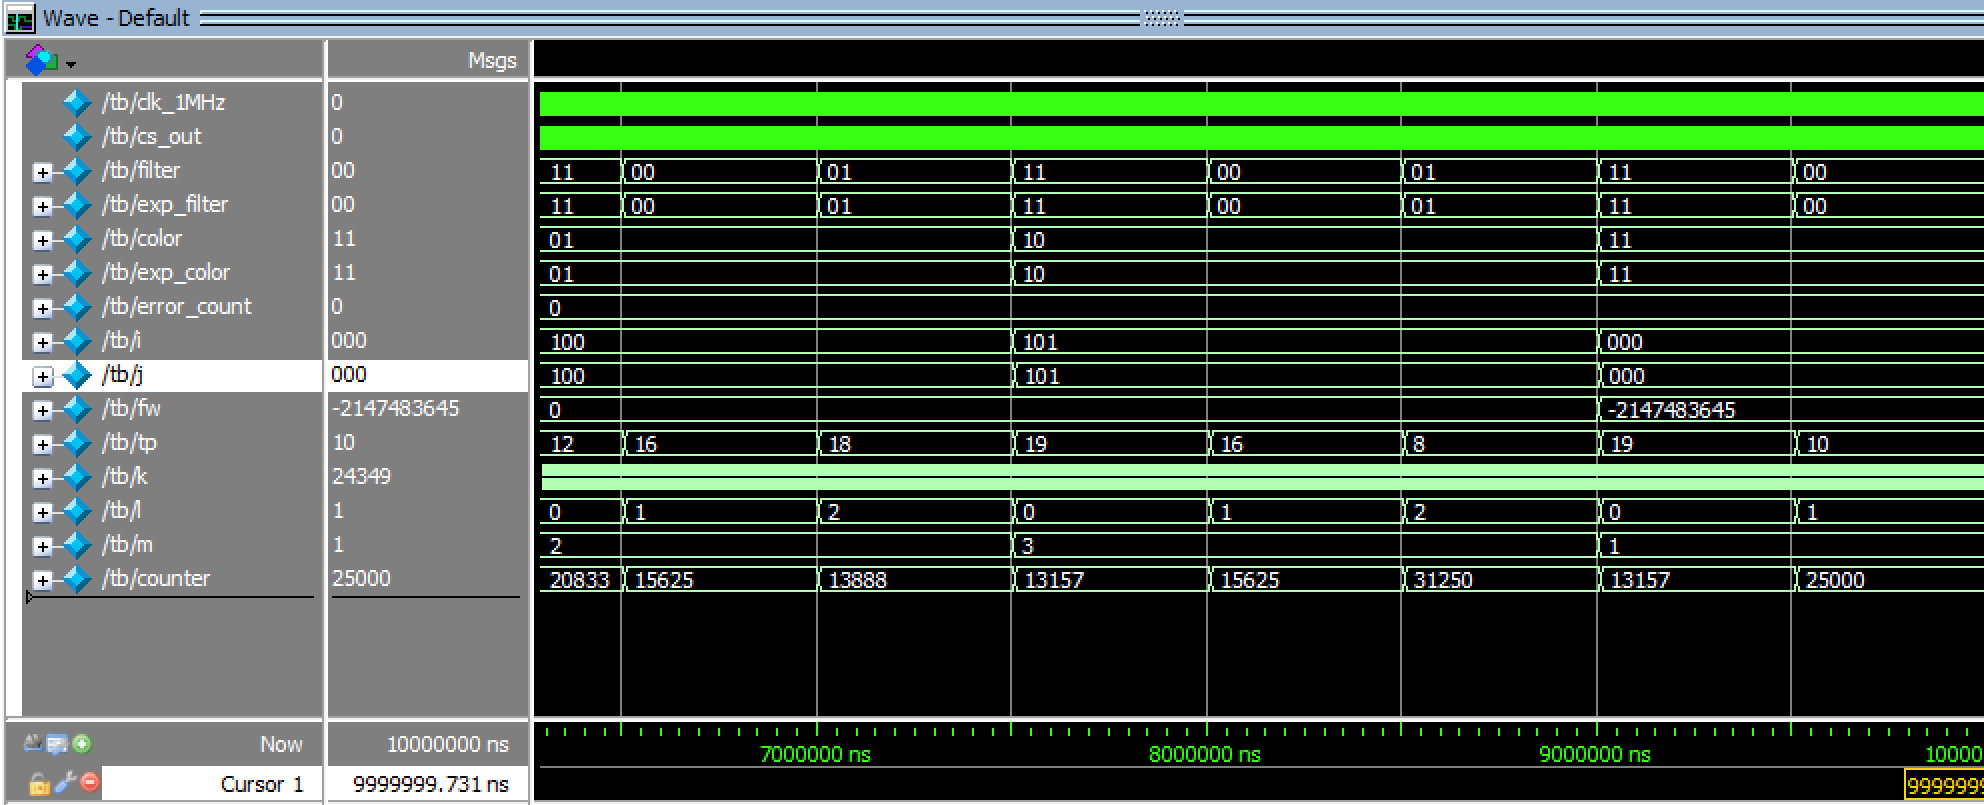 Wave - Default
Msgs
/tb/clk_1MHz 0
/tb/cs_out 0
/tb/filter 00 11 00 01 11 00 01 11 00
/tb/exp_filter 00 11 00 01 11 00 01 11 00
/tb/color 11 01 10 11
/tb/exp_color 11 01 10 11
/tb/error_count 0 0
/tb/i 000 100 101 000
/tb/j 000 100 101 000
/tb/fw -2147483645 0 -2147483645
/tb/tp 10 12 16 18 19 16 8 19 10
/tb/k 24349
/tb/l 1 0 1 2 0 1 2 0 1
/tb/m 1 2 3 1
/tb/counter 25000 20833 15625 13888 13157 15625 31250 13157 25000
Now 10000000 ns 7000000 ns 8000000 ns 9000000 ns 10000
Cursor 1 9999999.731 ns 9999999